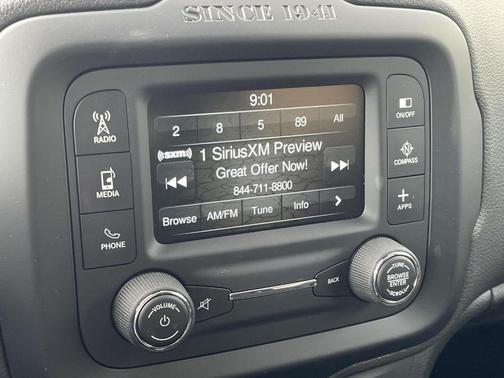 SINCE 1941
9:01
2 8 5 89 All
((sxm)) 1 SiriusXM Preview
Great Offer Now!
844-711-8800
Browse AM/FM Tune Info >
RADIO
MEDIA
PHONE
ON/OFF
COMPASS
APPS
VOLUME
BACK
TUNE
BROWSE
ENTER
SCROLL